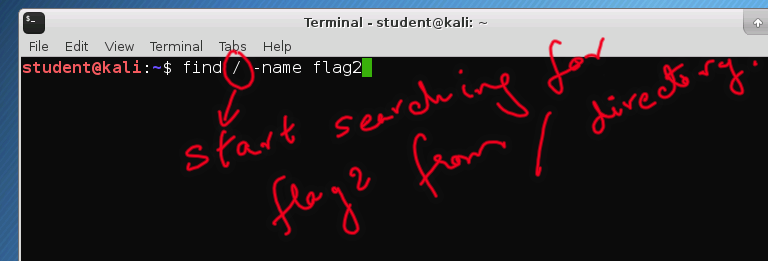 Terminal - student@kali: ~
File Edit View Terminal Tabs Help
student@kali:~$ find / -name flag2
start searching for
flag2 from / directory.